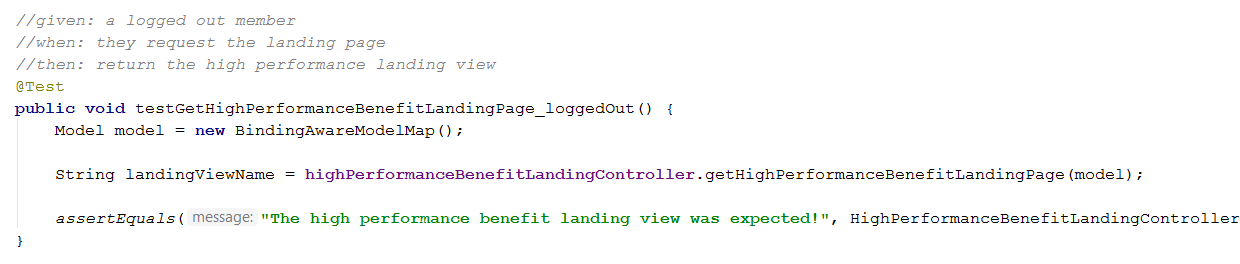 //given: a logged out member
//when: they request the landing page
//then: return the high performance landing view
@Test
public void testGetHighPerformanceBenefitLandingPage_loggedOut() {
Model model = new BindingAwareModelMap();
String landingViewName = highPerformanceBenefitLandingController.getHighPerformanceBenefitLandingPage(model);
assertEquals( message: "The high performance benefit landing view was expected!", HighPerformanceBenefitLandingController
}